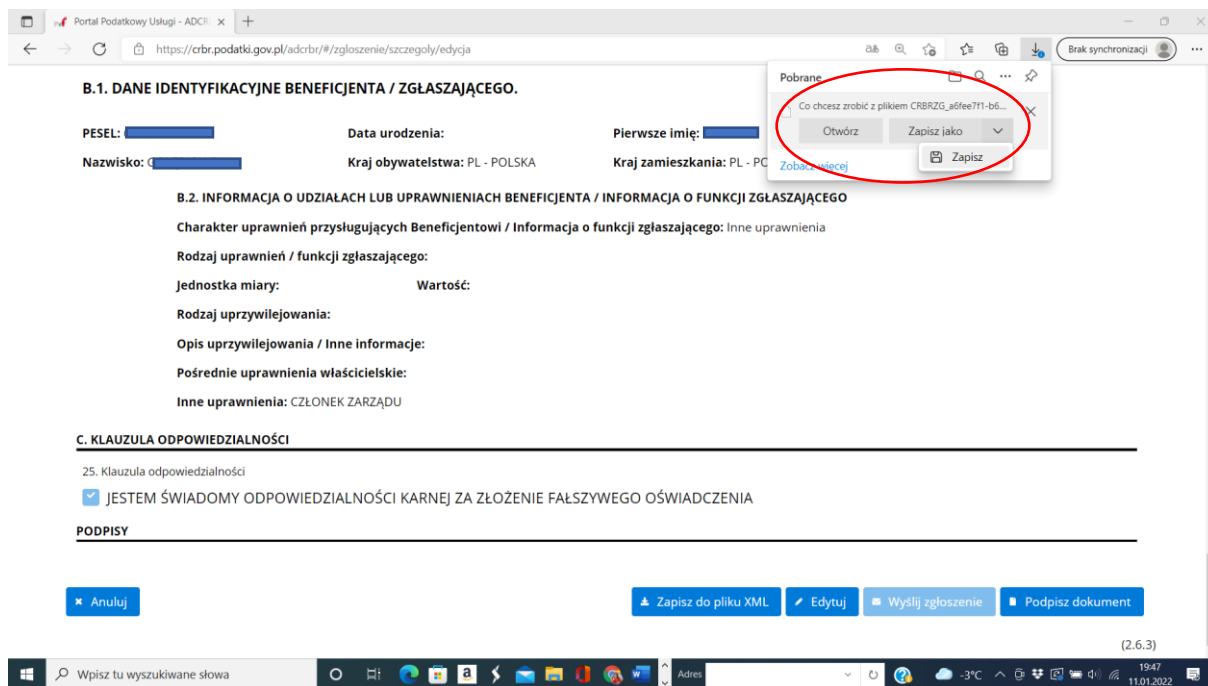 Portal Podatkowy Usługi - ADCR
https://crbr.podatki.gov.pl/adcrbr/#/zgloszenie/szczegoly/edycja
Brak synchronizacji
Pobrane
Co chcesz zrobić z plikiem CRBRZG_a6fee7f1-b6...
Otwórz Zapisz jako
Zapisz
Zobacz więcej
B.1. DANE IDENTYFIKACYJNE BENEFICJENTA / ZGŁASZAJĄCEGO.
PESEL: Data urodzenia: Pierwsze imię:
Nazwisko: Kraj obywatelstwa: PL - POLSKA Kraj zamieszkania: PL - PO
B.2. INFORMACJA O UDZIAŁACH LUB UPRAWNIENIACH BENEFICJENTA / INFORMACJA O FUNKCJI ZGŁASZAJĄCEGO
Charakter uprawnień przysługujących Beneficjentowi / Informacja o funkcji zgłaszającego: Inne uprawnienia
Rodzaj uprawnień / funkcji zgłaszającego:
Jednostka miary: Wartość:
Rodzaj uprzywilejowania:
Opis uprzywilejowania / Inne informacje:
Pośrednie uprawnienia właścicielskie:
Inne uprawnienia: CZŁONEK ZARZĄDU
C. KLAUZULA ODPOWIEDZIALNOŚCI
25. Klauzula odpowiedzialności
JESTEM ŚWIADOMY ODPOWIEDZIALNOŚCI KARNEJ ZA ZŁOŻENIE FAŁSZYWEGO OŚWIADCZENIA
PODPISY
Anuluj Zapisz do pliku XML Edytuj Wyślij zgłoszenie Podpisz dokument
(2.6.3)
Wpisz tu wyszukiwane słowa Adres -3°C 19:47
11.01.2022